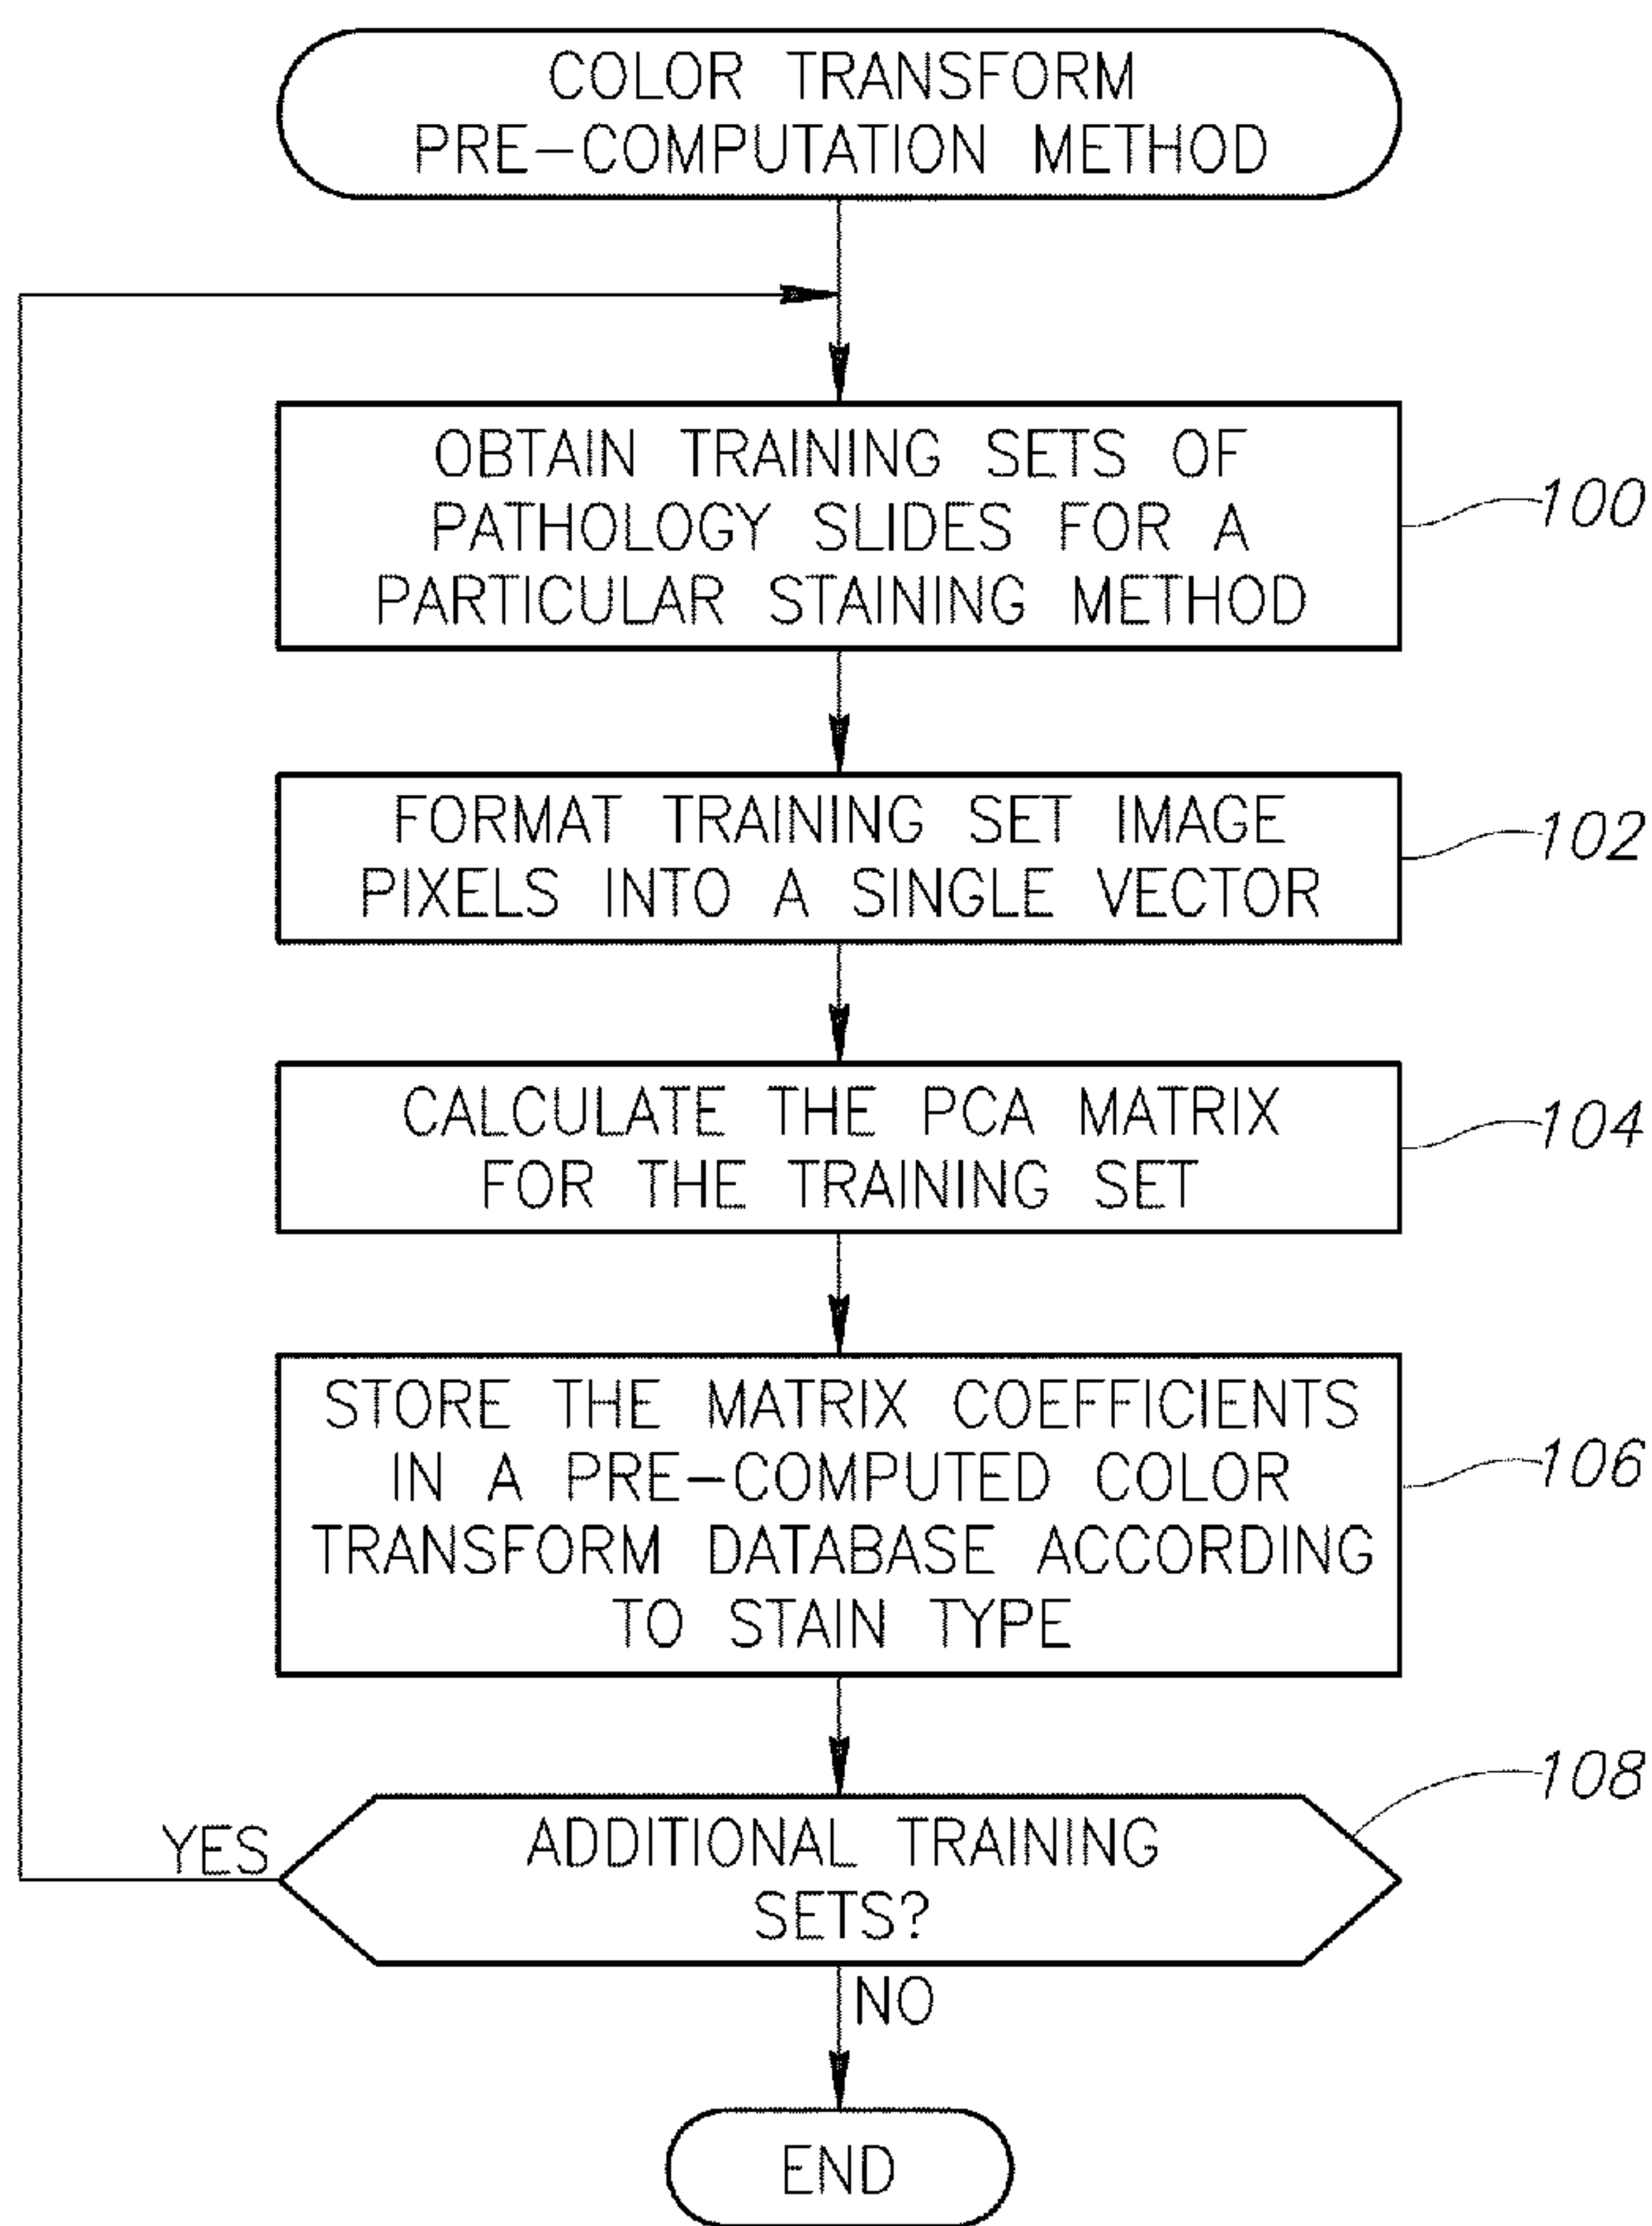 COLOR TRANSFORM
PRE-COMPUTATION METHOD
OBTAIN TRAINING SETS OF
PATHOLOGY SLIDES FOR A
PARTICULAR STAINING METHOD
100
FORMAT TRAINING SET IMAGE
PIXELS INTO A SINGLE VECTOR
102
CALCULATE THE PCA MATRIX
FOR THE TRAINING SET
104
STORE THE MATRIX COEFFICIENTS
IN A PRE-COMPUTED COLOR
TRANSFORM DATABASE ACCORDING
TO STAIN TYPE
106
108
YES
ADDITIONAL TRAINING
SETS?
NO
END